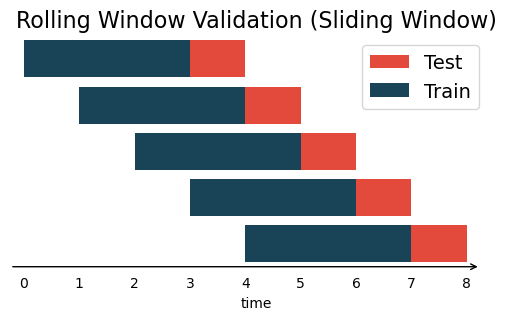 Rolling Window Validation (Sliding Window)
Test
Train
0 1 2 3 4 5 6 7 8
time